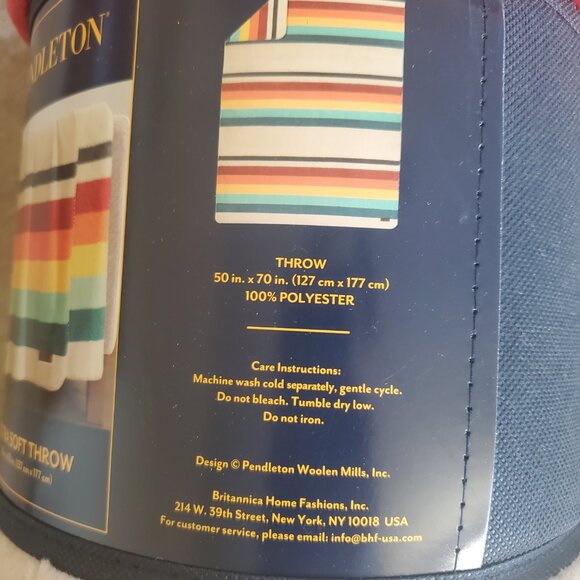 THROW
50 in. x 70 in. (127 cm x 177 cm)
100% POLYESTER
Care Instructions:
Machine wash cold separately, gentle cycle.
Do not bleach. Tumble dry low.
Do not iron.
Design © Pendleton Woolen Mills, Inc.
Britannica Home Fashions, Inc.
214 W. 39th Street, New York, NY 10018 USA
For customer service, please email: info@bhf-usa.com
NDLETON
SOFT THROW
177 cm)